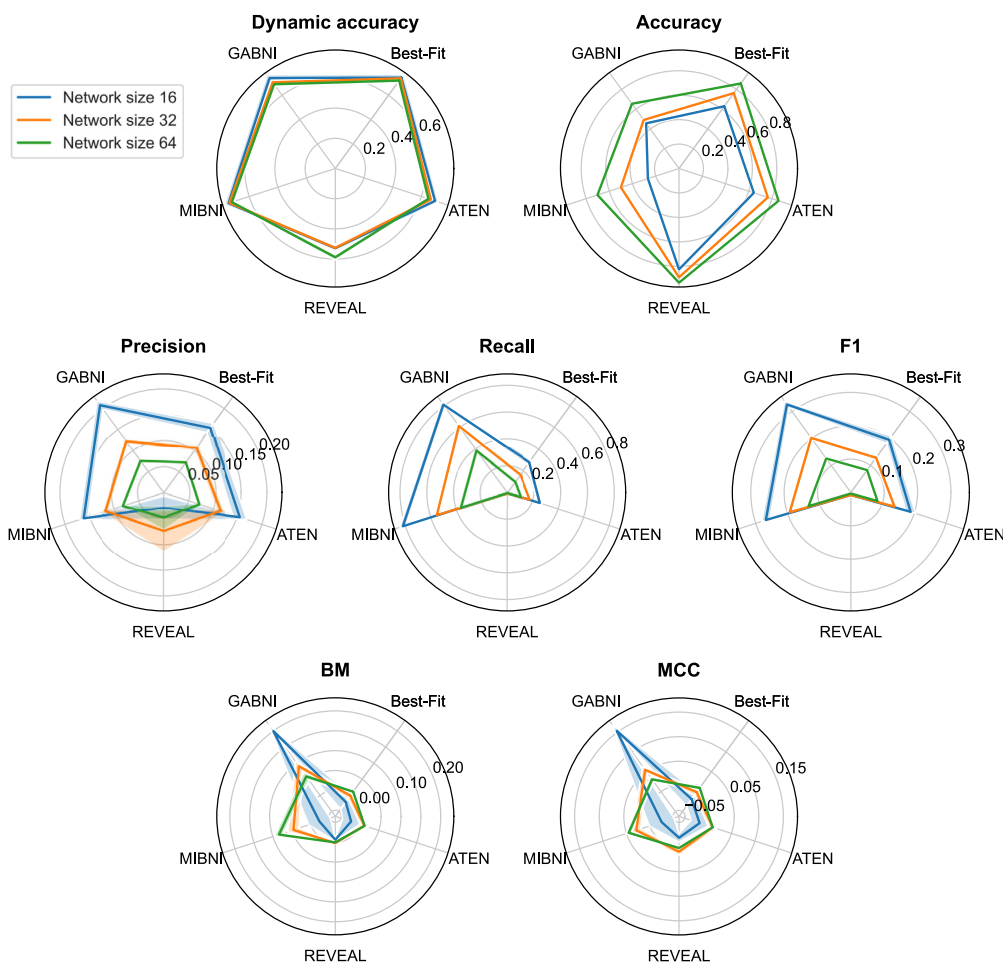 Dynamic accuracy
GABNI
Best-Fit
0.6
0.4
0.2
MIBNI
ATEN
REVEAL
Network size 16
Network size 32
Network size 64
Accuracy
GABNI
Best-Fit
0.8
0.6
0.4
0.2
MIBNI
ATEN
REVEAL
Precision
GABNI
Best-Fit
0.20
0.15
0.10
0.05
MIBNI
ATEN
REVEAL
Recall
GABNI
Best-Fit
0.8
0.6
0.4
0.2
MIBNI
ATEN
REVEAL
F1
GABNI
Best-Fit
0.3
0.2
0.1
MIBNI
ATEN
REVEAL
BM
GABNI
Best-Fit
0.20
0.10
0.00
MIBNI
ATEN
REVEAL
MCC
GABNI
Best-Fit
0.15
0.05
−0.05
MIBNI
ATEN
REVEAL